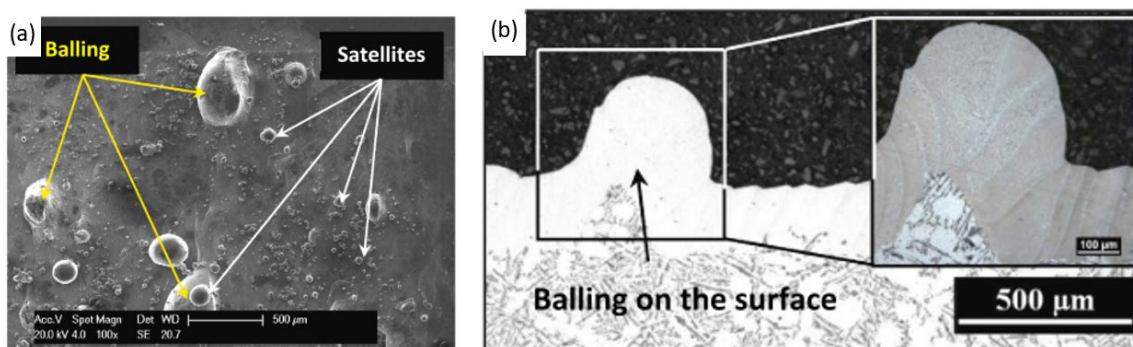 (a)
Balling
Satellites
Acc.V Spot Magn Det WD
20.0 kV 4.0 100x SE 20.7
500 μm
(b)
100 μm
Balling on the surface
500 μm